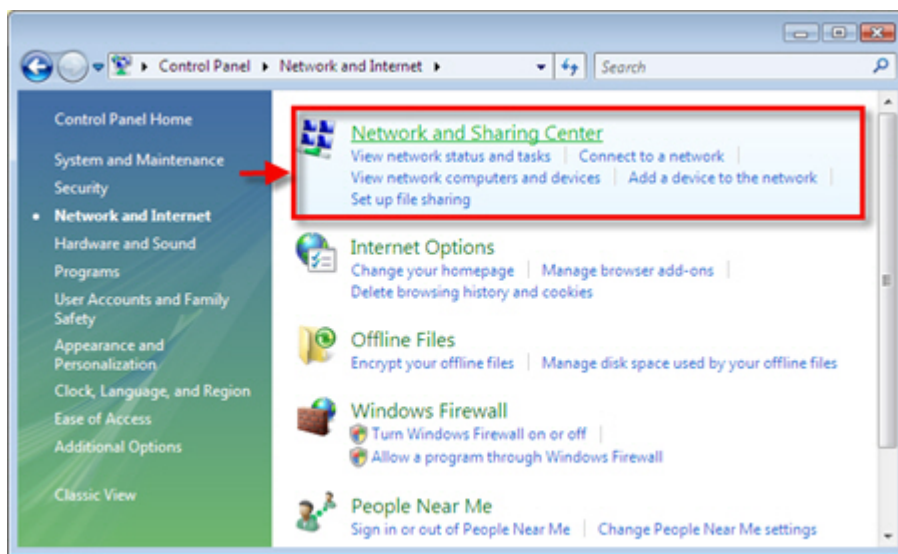 Control Panel Network and Internet Search
Control Panel Home
System and Maintenance
Security
Network and Internet
Hardware and Sound
Programs
User Accounts and Family
Safety
Appearance and
Personalization
Clock, Language, and Region
Ease of Access
Additional Options
Classic View
Network and Sharing Center
View network status and tasks Connect to a network
View network computers and devices Add a device to the network
Set up file sharing
Internet Options
Change your homepage Manage browser add-ons
Delete browsing history and cookies
Offline Files
Encrypt your offline files Manage disk space used by your offline files
Windows Firewall
Turn Windows Firewall on or off
Allow a program through Windows Firewall
People Near Me
Sign in or out of People Near Me Change People Near Me settings